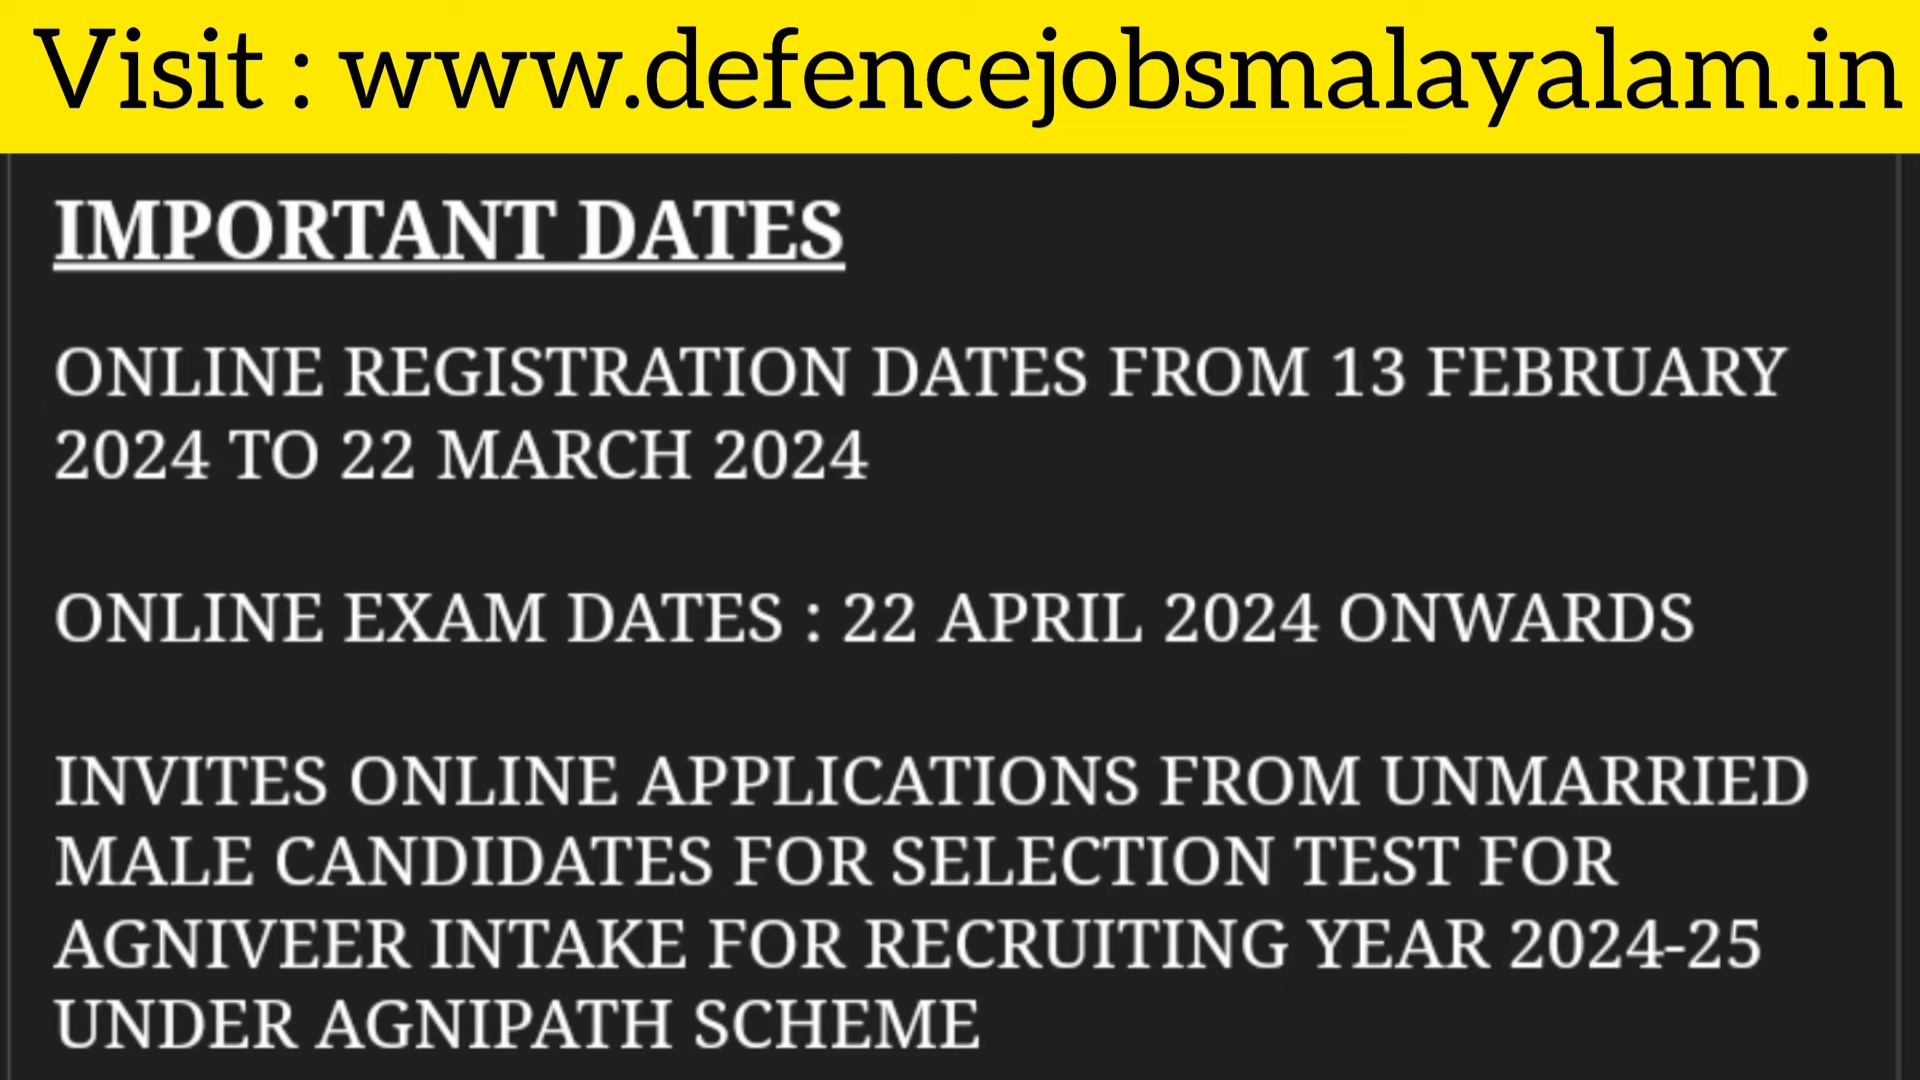 Visit : www.defencejobsmalayalam.in
IMPORTANT DATES
ONLINE REGISTRATION DATES FROM 13 FEBRUARY
2024 TO 22 MARCH 2024
ONLINE EXAM DATES : 22 APRIL 2024 ONWARDS
INVITES ONLINE APPLICATIONS FROM UNMARRIED
MALE CANDIDATES FOR SELECTION TEST FOR
AGNIVEER INTAKE FOR RECRUITING YEAR 2024-25
UNDER AGNIPATH SCHEME